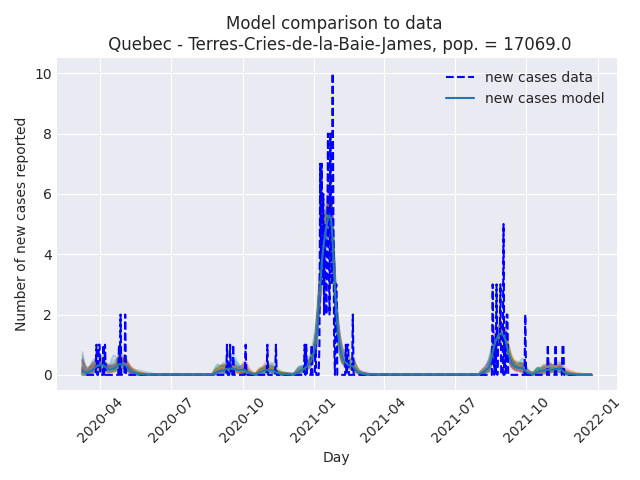 Model comparison to data
Quebec - Terres-Cries-de-la-Baie-James, pop. = 17069.0
new cases data
new cases model
Number of new cases reported
10
8
6
4
2
0
2020-04
2020-07
2020-10
2021-01
2021-04
2021-07
2021-10
2022-01
Day